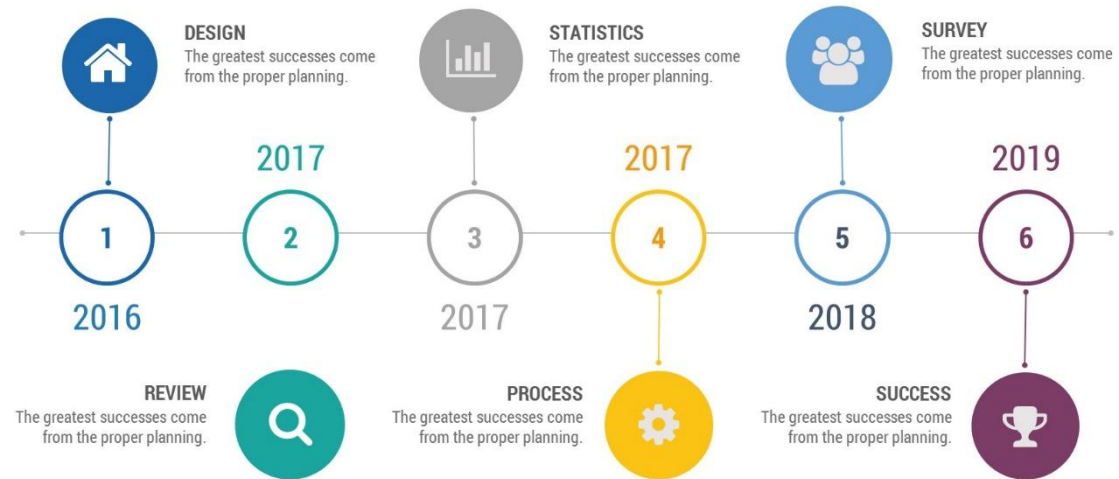 DESIGN
The greatest successes come
from the proper planning.
STATISTICS
The greatest successes come
from the proper planning.
SURVEY
The greatest successes come
from the proper planning.
2017
2017
2019
1
2
3
4
5
6
2016
2017
2018
REVIEW
The greatest successes come
from the proper planning.
PROCESS
The greatest successes come
from the proper planning.
SUCCESS
The greatest successes come
from the proper planning.